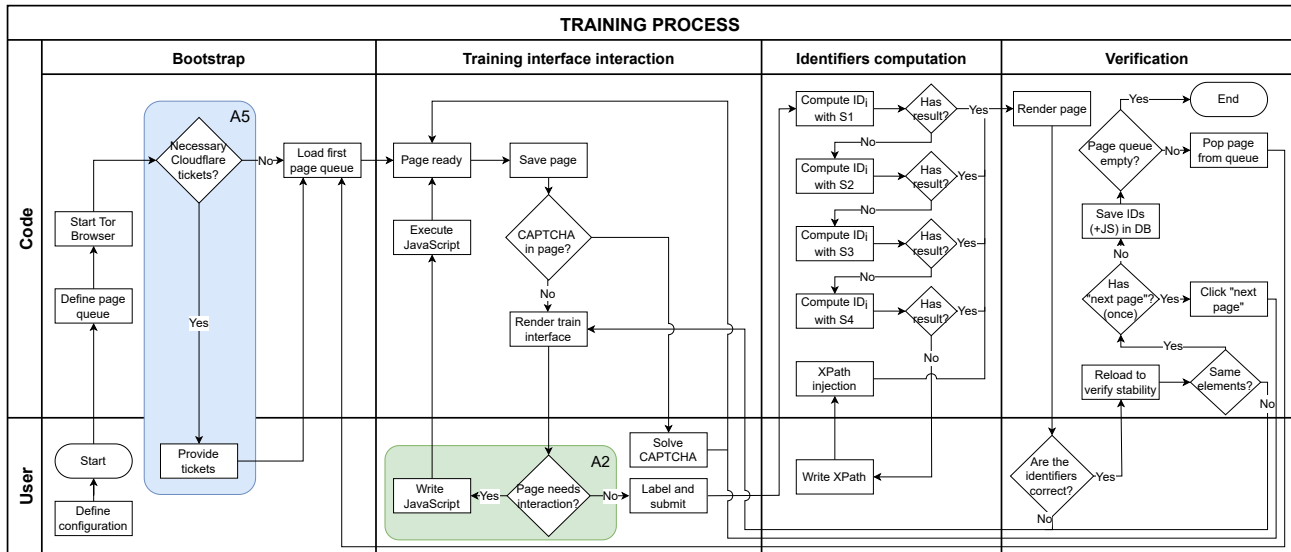 TRAINING PROCESS
Bootstrap
Training interface interaction
Identifiers computation
Verification
Code
User
A5
Necessary
Cloudflare
tickets?
No
Yes
Load first
page queue
Start Tor
Browser
Define page
queue
Provide
tickets
Start
Define
configuration
Page ready
Save page
Execute
JavaScript
CAPTCHA
in page?
No
Render train
interface
Solve
CAPTCHA
A2
Write
JavaScript
Yes
Page needs
interaction?
No
Label and
submit
Compute IDi
with S1
Has
result?
Yes
No
Compute IDi
with S2
Has
result?
Yes
No
Compute IDi
with S3
Has
result?
Yes
No
Compute IDi
with S4
Has
result?
No
XPath
injection
Write XPath
Render page
Yes
End
Page queue
empty?
No
Pop page
from queue
Save IDs
(+JS) in DB
No
Has
"next page"?
(once)
Yes
Click "next
page"
Yes
Reload to
verify stability
Same
elements?
No
Are the
identifiers
correct?
Yes
No